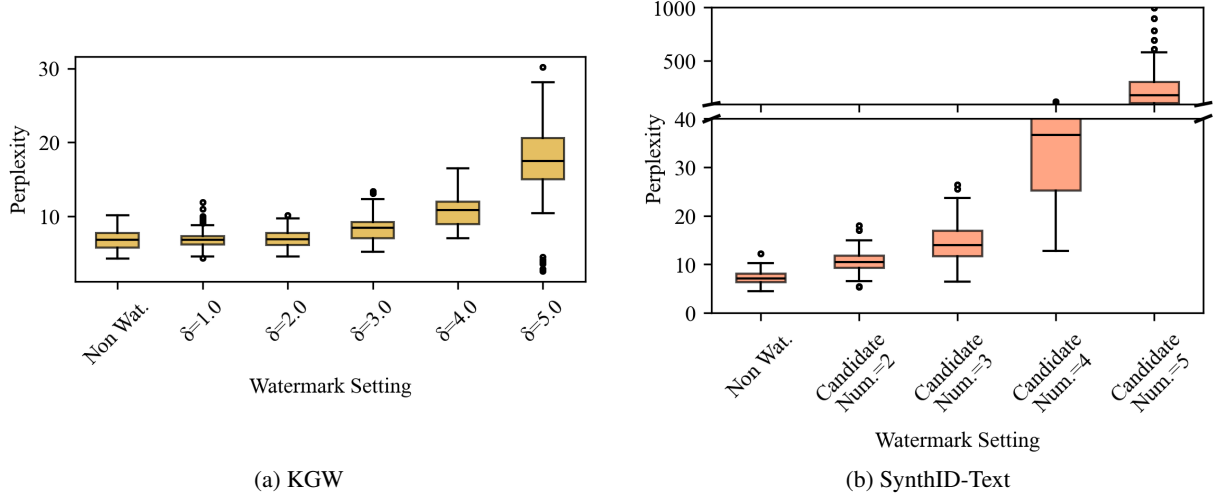 Perplexity
30
20
10
Non Wat.
δ=1.0
δ=2.0
δ=3.0
δ=4.0
δ=5.0
Watermark Setting
(a) KGW
1000
500
Perplexity
40
30
20
10
0
Non Wat.
Candidate
Num.=2
Candidate
Num.=3
Candidate
Num.=4
Candidate
Num.=5
Watermark Setting
(b) SynthID-Text